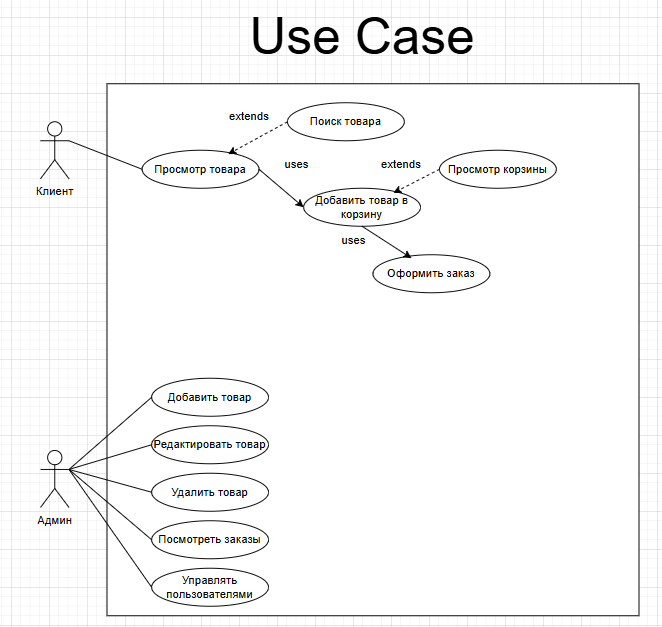 Use Case
extends
Поиск товара
Просмотр товара
uses
extends
Просмотр корзины
Клиент
Добавить товар в
корзину
uses
Оформить заказ
Добавить товар
Редактировать товар
Удалить товар
Админ
Посмотреть заказы
Управлять
пользователями